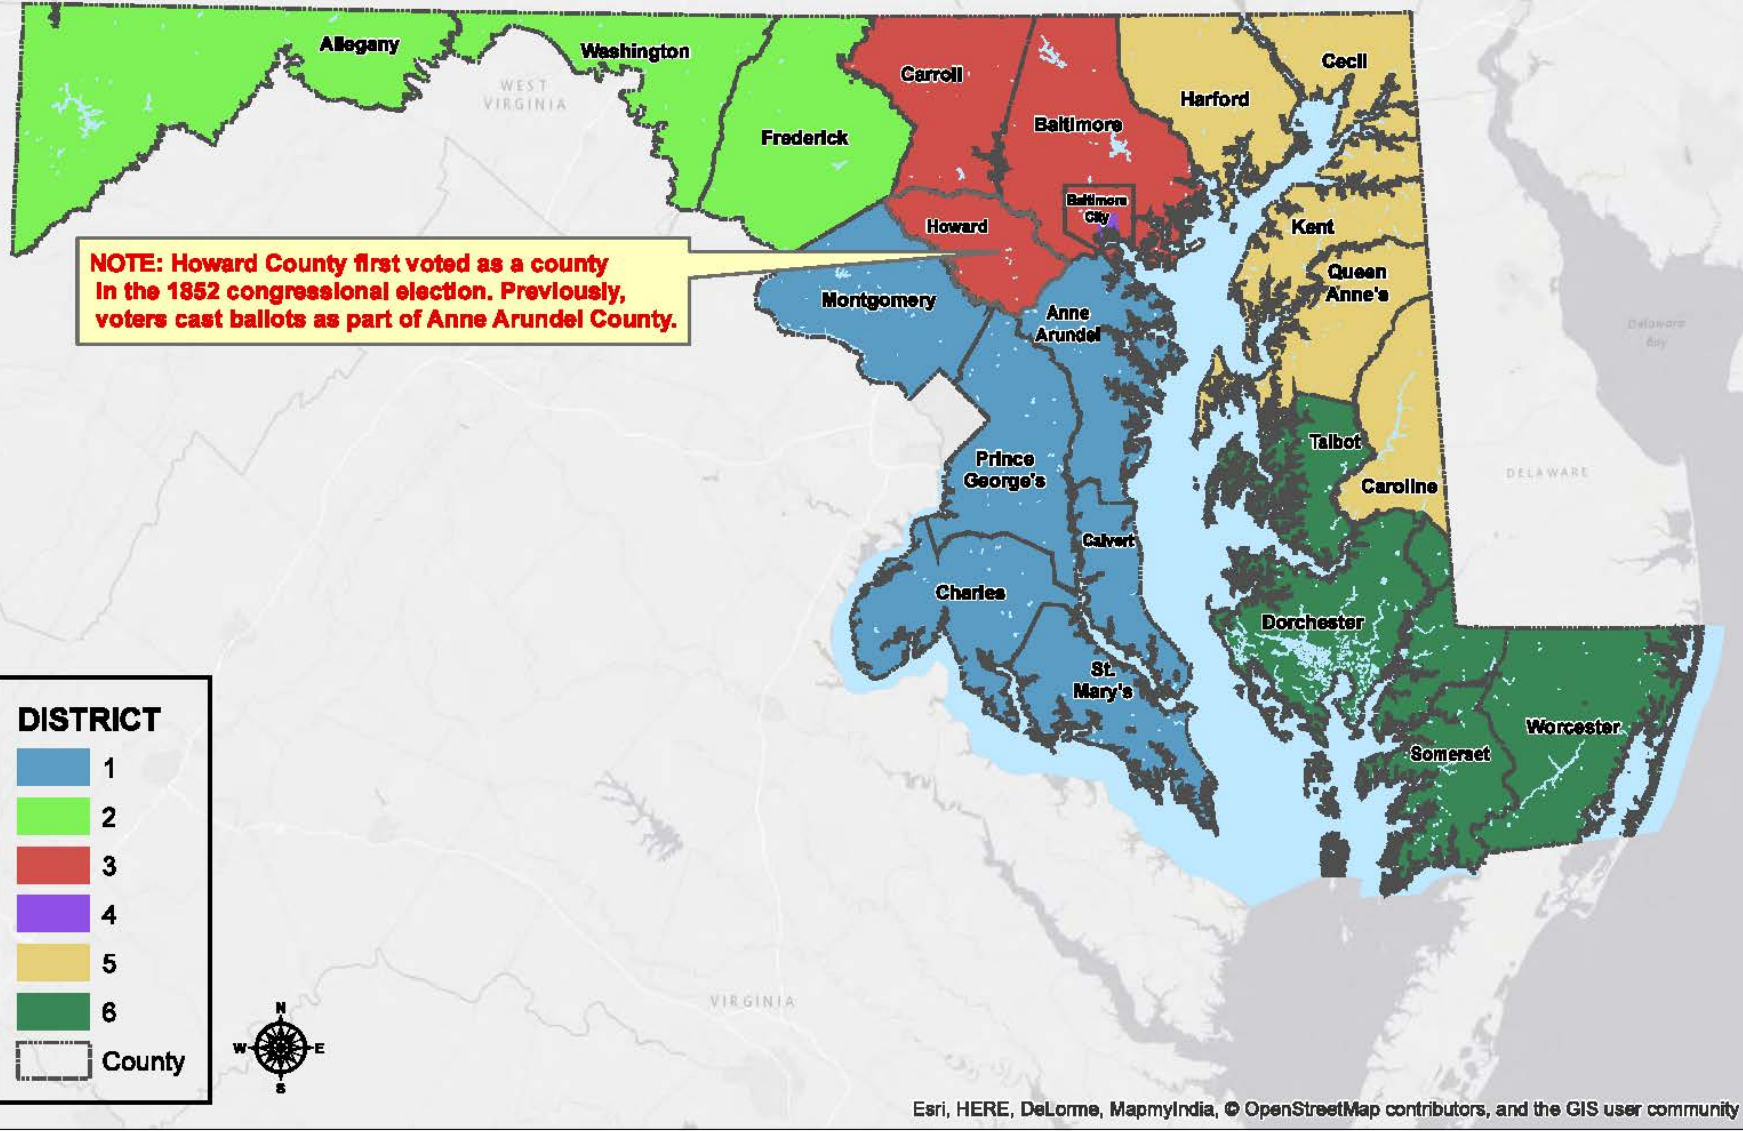 Allegany
Washington
WEST
VIRGINIA
Frederick
Carroll
Baltimore
Harford
Cecil
Baltimore
City
Howard
Kent
Queen
Anne's
NOTE: Howard County first voted as a county
in the 1852 congressional election. Previously,
voters cast ballots as part of Anne Arundel County.
Montgomery
Anne
Arundel
Delaware
Bay
Talbot
Prince
George's
Caroline
DELAWARE
Calvert
Charles
Dorchester
St.
Mary's
Worcester
Somerset
DISTRICT
1
2
3
4
5
6
County
N
W
E
S
VIRGINIA
Esri, HERE, DeLorme, MapmyIndia, © OpenStreetMap contributors, and the GIS user community